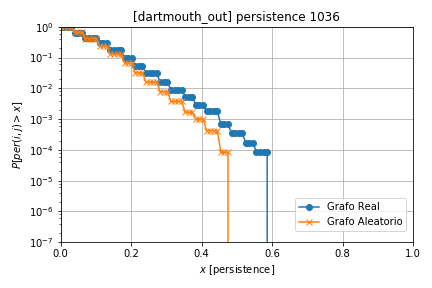 [dartmouth_out] persistence 1036
P[per(i,j) > x]
10^0
10^-1
10^-2
10^-3
10^-4
10^-5
10^-6
10^-7
0.0 0.2 0.4 0.6 0.8 1.0
x [persistence]
Grafo Real
Grafo Aleatorio